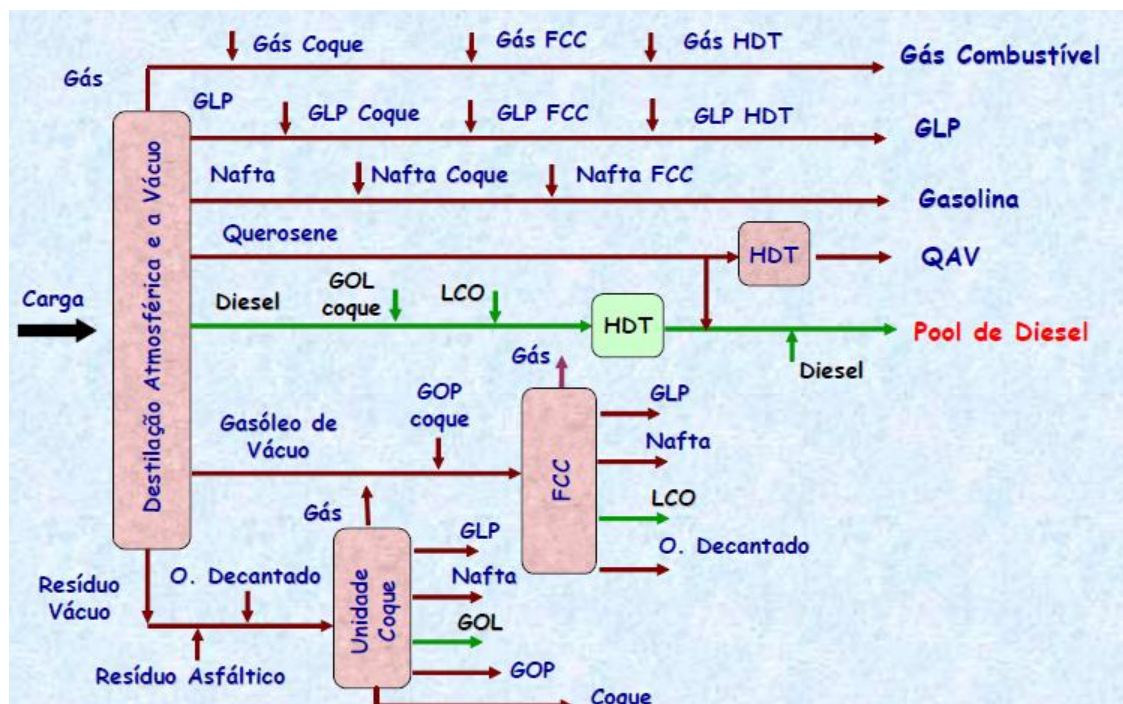 Gás Coque
Gás FCC
Gás HDT
Gás
Gás Combustível
GLP
GLP Coque
GLP FCC
GLP HDT
GLP
Nafta
Nafta Coque
Nafta FCC
Gasolina
Querosene
HDT
QAV
Destilação Atmosférica e a Vácuo
Carga
Diesel
GOL
coque
LCO
HDT
Pool de Diesel
Diesel
Gás
Gasóleo de
Vácuo
GOP
coque
FCC
GLP
Nafta
LCO
O. Decantado
Gás
Resíduo
Vácuo
O. Decantado
Resíduo Asfáltico
Unidade
Coque
GLP
Nafta
GOL
GOP
Coque